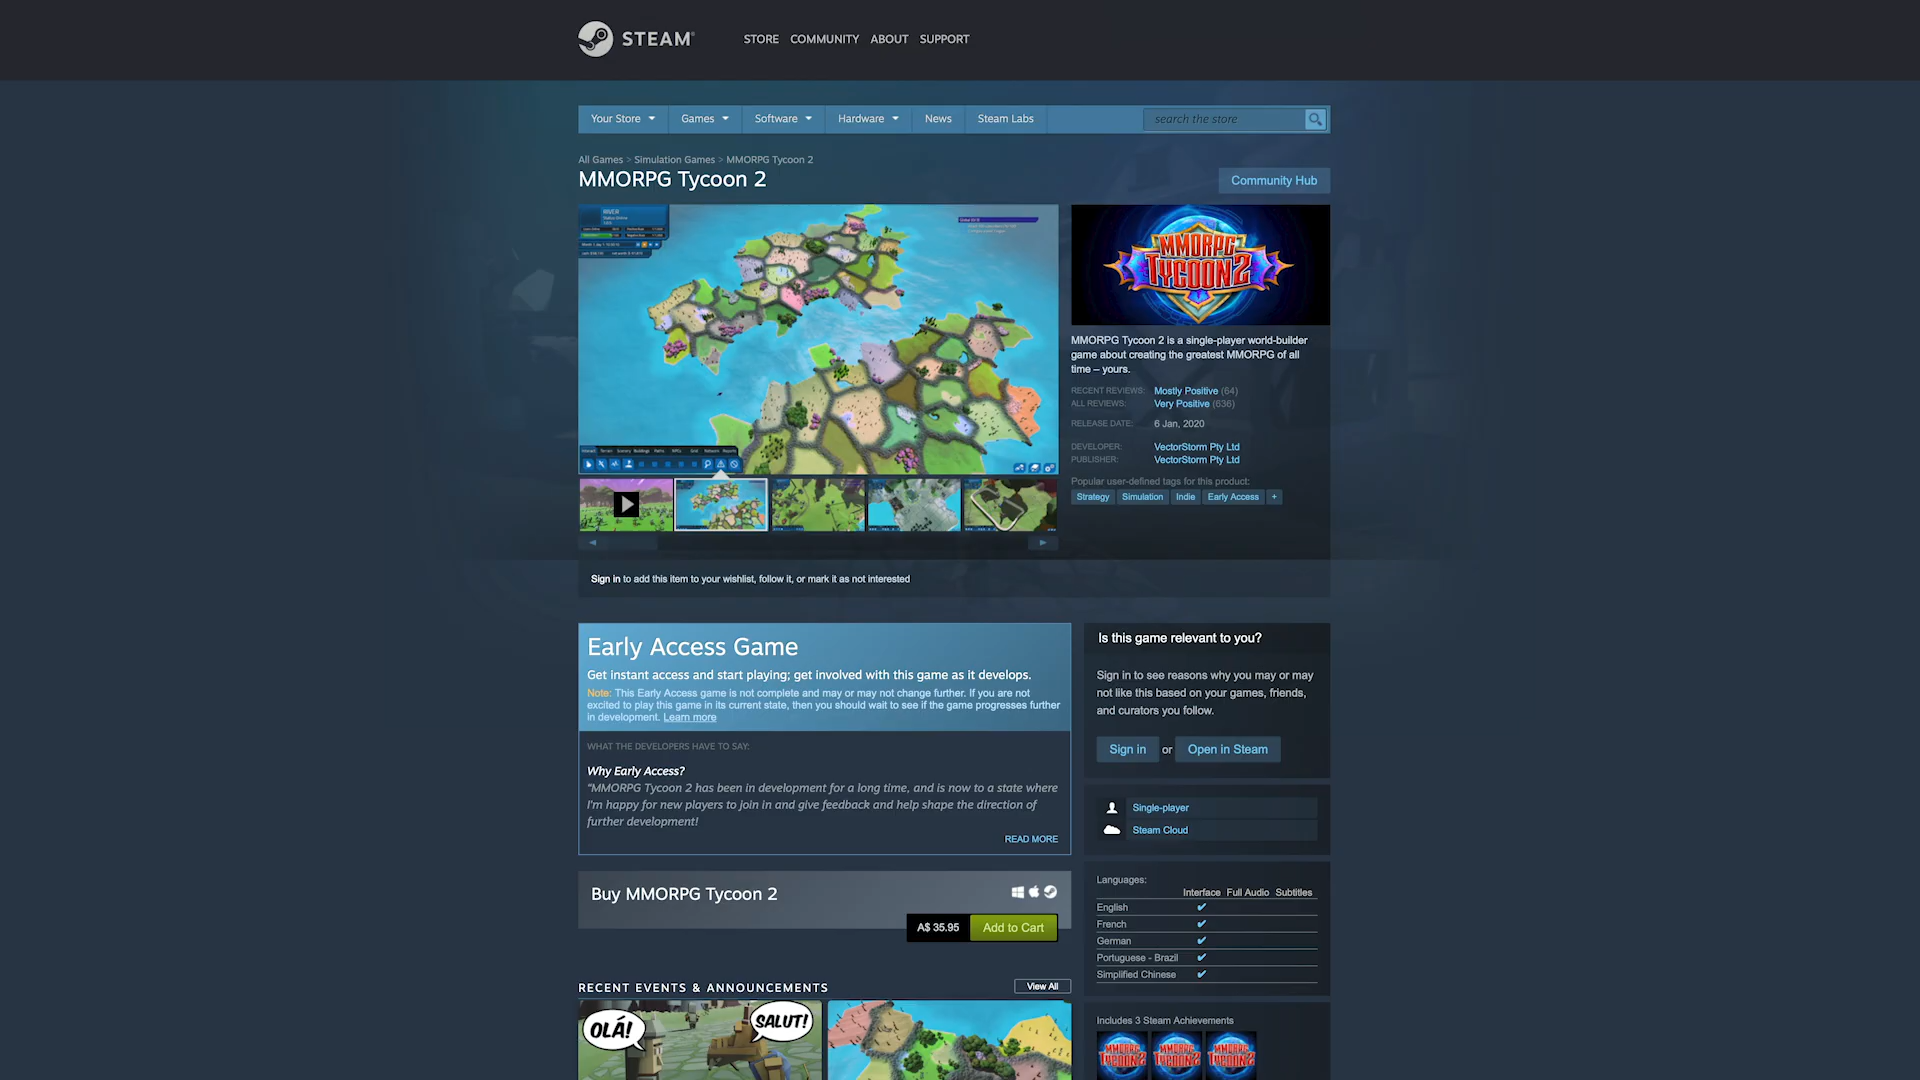 STEAM
STORE COMMUNITY ABOUT SUPPORT
Your Store Games Software Hardware News Steam Labs search the store
All Games > Simulation Games > MMORPG Tycoon 2
MMORPG Tycoon 2
Community Hub
RIVER
MMORPG
TYCOON2
MMORPG Tycoon 2 is a single-player world-builder
game about creating the greatest MMORPG of all
time – yours.
RECENT REVIEWS: Mostly Positive (64)
ALL REVIEWS: Very Positive (636)
RELEASE DATE: 6 Jan, 2020
DEVELOPER: VectorStorm Pty Ltd
PUBLISHER: VectorStorm Pty Ltd
Popular user-defined tags for this product:
Strategy Simulation Indie Early Access +
Sign in to add this item to your wishlist, follow it, or mark it as not interested
Early Access Game
Get instant access and start playing; get involved with this game as it develops.
Note: This Early Access game is not complete and may or may not change further. If you are not
excited to play this game in its current state, then you should wait to see if the game progresses further
in development. Learn more
WHAT THE DEVELOPERS HAVE TO SAY:
Why Early Access?
“MMORPG Tycoon 2 has been in development for a long time, and is now to a state where
I'm happy for new players to join in and give feedback and help shape the direction of
further development!
READ MORE
Buy MMORPG Tycoon 2
A$ 35.95 Add to Cart
RECENT EVENTS & ANNOUNCEMENTS
View All
OLÁ!
SALUT!
Is this game relevant to you?
Sign in to see reasons why you may or may
not like this based on your games, friends,
and curators you follow.
Sign in or Open in Steam
Single-player
Steam Cloud
Languages:
Interface Full Audio Subtitles
English ✔
French ✔
German ✔
Portuguese - Brazil ✔
Simplified Chinese ✔
Includes 3 Steam Achievements
MMORPG
TYCOON2
MMORPG
TYCOON2
MMORPG
TYCOON2